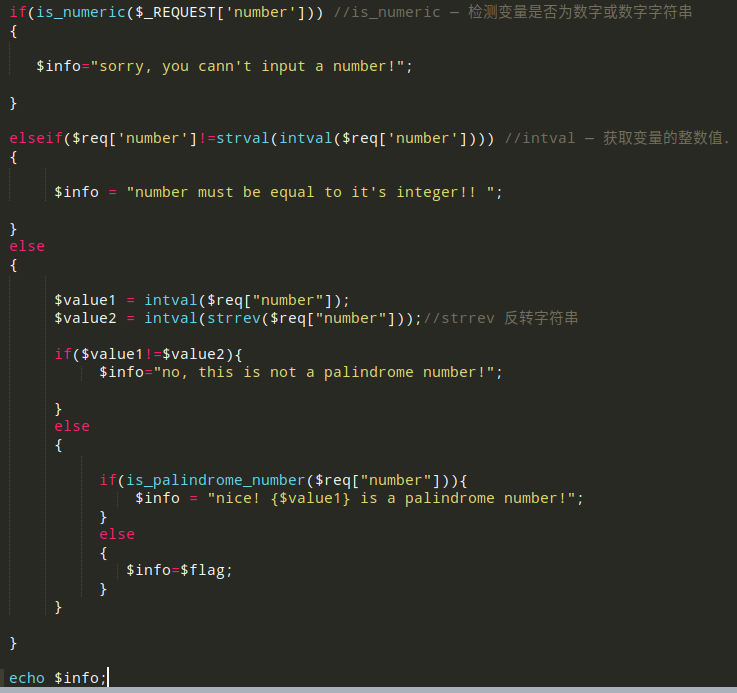 if(is_numeric($_REQUEST['number'])) //is_numeric — 检测变量是否为数字或数字字符串
{
$info="sorry, you cann't input a number!";
}
elseif($req['number']!=strval(intval($req['number']))) //intval — 获取变量的整数值.
{
$info = "number must be equal to it's integer!! ";
}
else
{
$value1 = intval($req["number"]);
$value2 = intval(strrev($req["number"]));//strrev 反转字符串
if($value1!=$value2){
$info="no, this is not a palindrome number!";
}
else
{
if(is_palindrome_number($req["number"])){
$info = "nice! {$value1} is a palindrome number!";
}
else
{
$info=$flag;
}
}
}
echo $info;